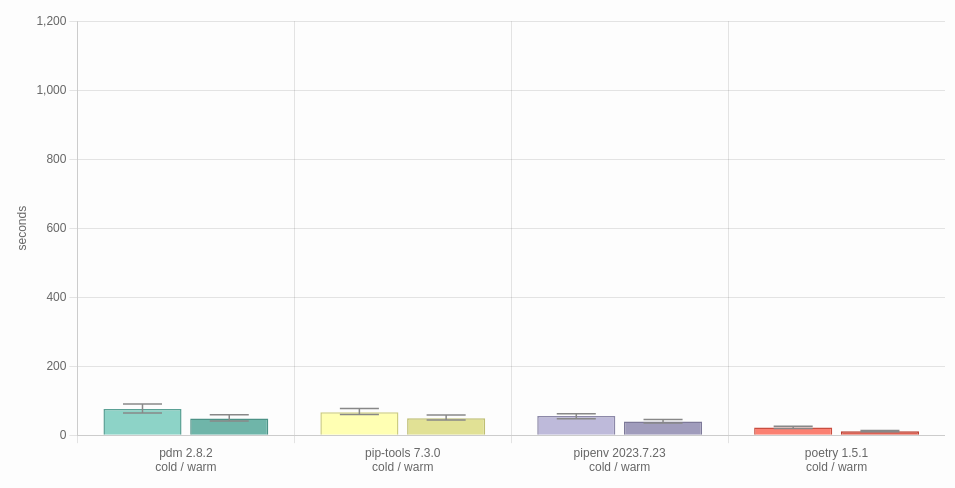 1,200
1,000
800
600
400
200
0
seconds
pdm 2.8.2
cold / warm
pip-tools 7.3.0
cold / warm
pipenv 2023.7.23
cold / warm
poetry 1.5.1
cold / warm